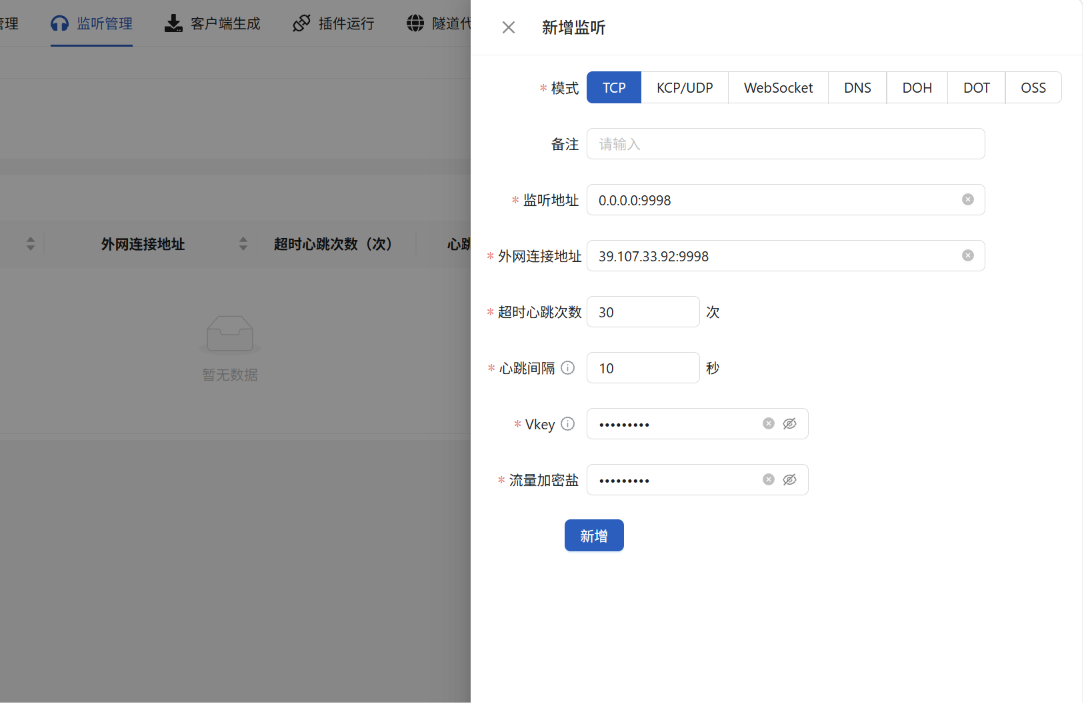 管理 监听管理 客户端生成 插件运行 隧道代
新增监听
* 模式 TCP KCP/UDP WebSocket DNS DOH DOT OSS
备注 请输入
* 监听地址 0.0.0.0:9998
外网连接地址 超时心跳次数（次） 心跳
* 外网连接地址 39.107.33.92:9998
* 超时心跳次数 30 次
* 心跳间隔 10 秒
暂无数据
* Vkey •••••••••
* 流量加密盐 •••••••••
新增